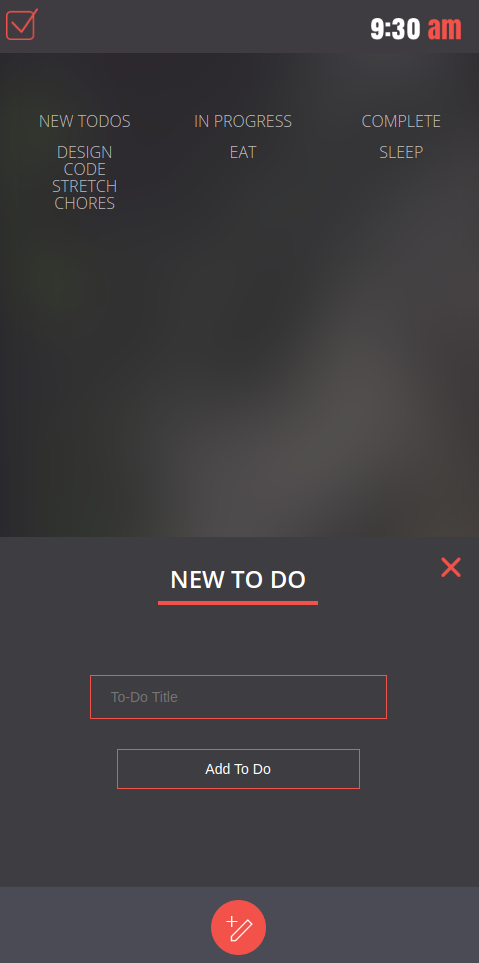 9:30 am
NEW TODOS IN PROGRESS COMPLETE
DESIGN EAT SLEEP
CODE
STRETCH
CHORES
NEW TO DO
To-Do Title
Add To Do